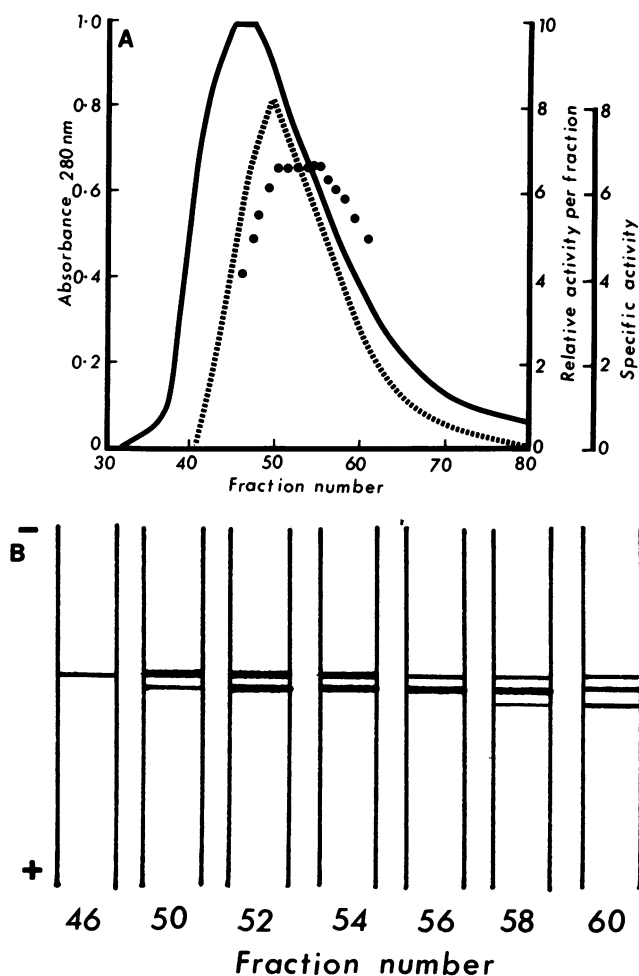 A
1.0
0·8
0·6
0·4
0.2
0
Absorbance 280nm
30 40 50 60 70 80
Fraction number
10
8
6
4
2
0
Relative activity per fraction
8
6
4
2
0
Specific activity
B
−
+
46 50 52 54 56 58 60
Fraction number